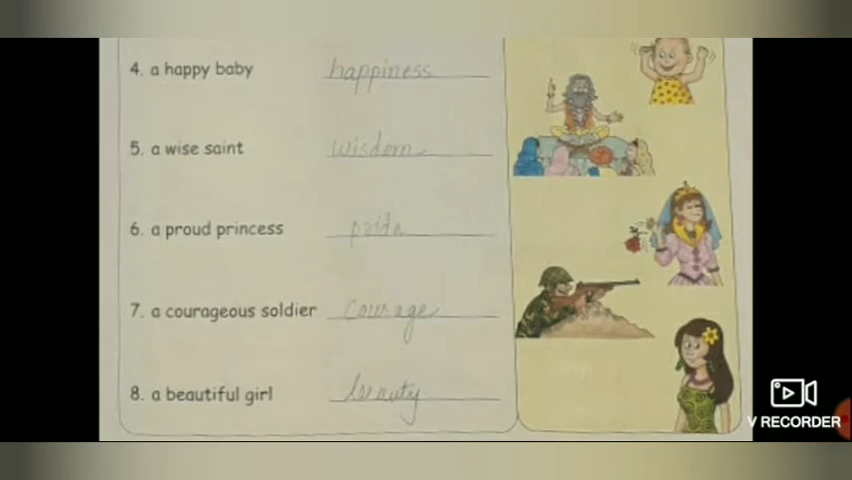 4. a happy baby happiness
5. a wise saint wisdom
6. a proud princess pride
7. a courageous soldier courage
8. a beautiful girl beauty
V RECORDER